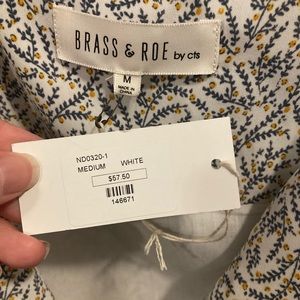 BRASS & ROE by cts
M
MADE IN
CHINA
ND0320-1
MEDIUM WHITE
$57.50
146671